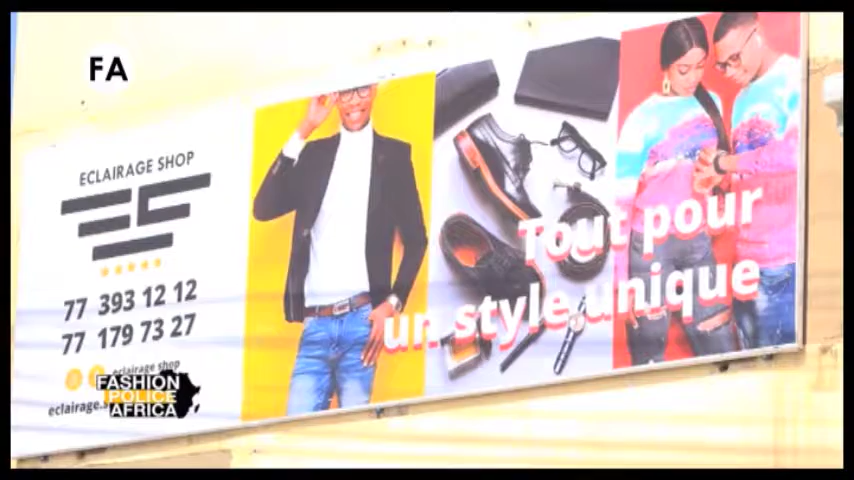 FA
ECLAIRAGE SHOP
77 393 12 12
77 179 73 27
eclairage shop
FASHION
POLICE
AFRICA
Tout pour
un style unique